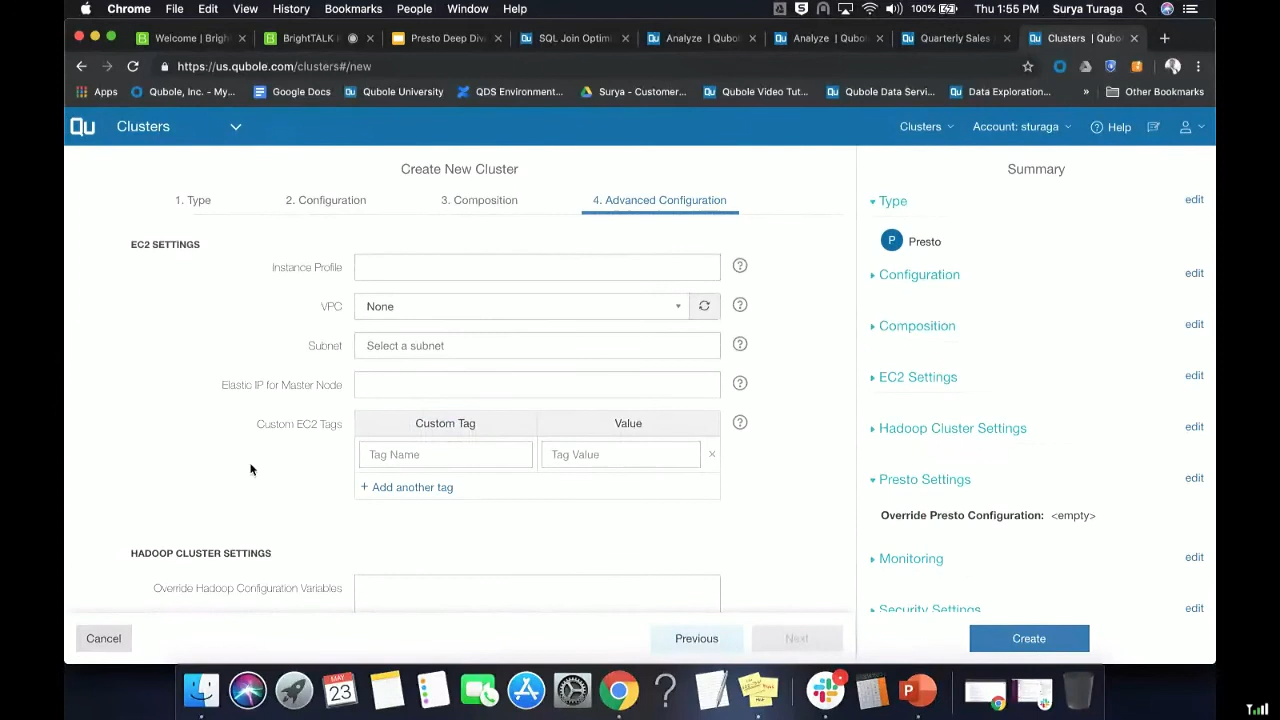 Chrome File Edit View History Bookmarks People Window Help 100% Thu 1:55 PM Surya Turaga
Welcome | Brigh BrightTALK Presto Deep Div SQL Join Optimi Analyze | Qubo Analyze | Qubo Quarterly Sales Clusters | Qubo
https://us.qubole.com/clusters#/new
Apps Qubole, Inc. - My... Google Docs Qubole University QDS Environment... Surya - Customer... Qubole Video Tut... Qubole Data Servi... Data Exploration... » Other Bookmarks
Qu Clusters Clusters Account: sturaga Help
Create New Cluster
1. Type 2. Configuration 3. Composition 4. Advanced Configuration
EC2 SETTINGS
Instance Profile
VPC None
Subnet Select a subnet
Elastic IP for Master Node
Custom EC2 Tags Custom Tag Value
Tag Name Tag Value ×
+ Add another tag
HADOOP CLUSTER SETTINGS
Override Hadoop Configuration Variables
Cancel Previous Next
Summary
Type edit
P Presto
Configuration edit
Composition edit
EC2 Settings edit
Hadoop Cluster Settings edit
Presto Settings edit
Override Presto Configuration: <empty>
Monitoring edit
Security Settings edit
Create
MAY
23